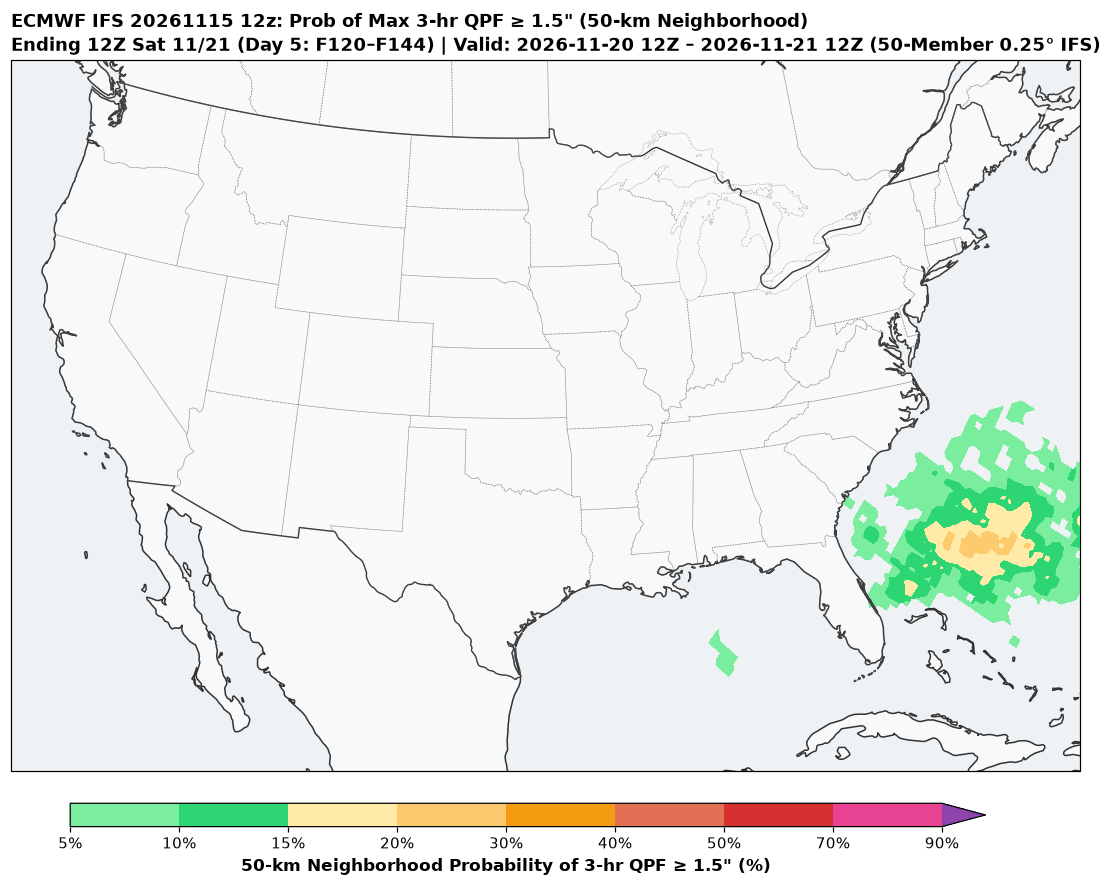 ECMWF IFS 20261115 12z: Prob of Max 3-hr QPF ≥ 1.5" (50-km Neighborhood)
Ending 12Z Sat 11/21 (Day 5: F120–F144) | Valid: 2026-11-20 12Z – 2026-11-21 12Z (50-Member 0.25° IFS)
5% 10% 15% 20% 30% 40% 50% 70% 90%
50-km Neighborhood Probability of 3-hr QPF ≥ 1.5" (%)